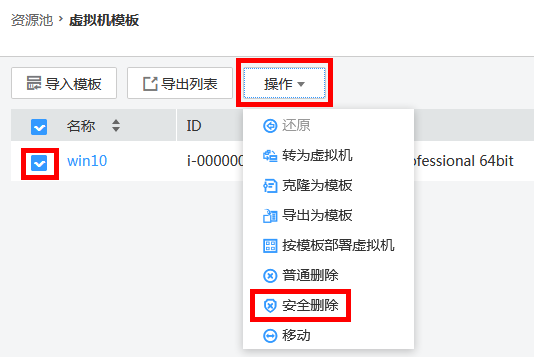 资源池 > 虚拟机模板
导入模板 导出列表 操作
名称 ID
win10 i-000000 ofessional 64bit
还原
转为虚拟机
克隆为模板
导出为模板
按模板部署虚拟机
普通删除
安全删除
移动